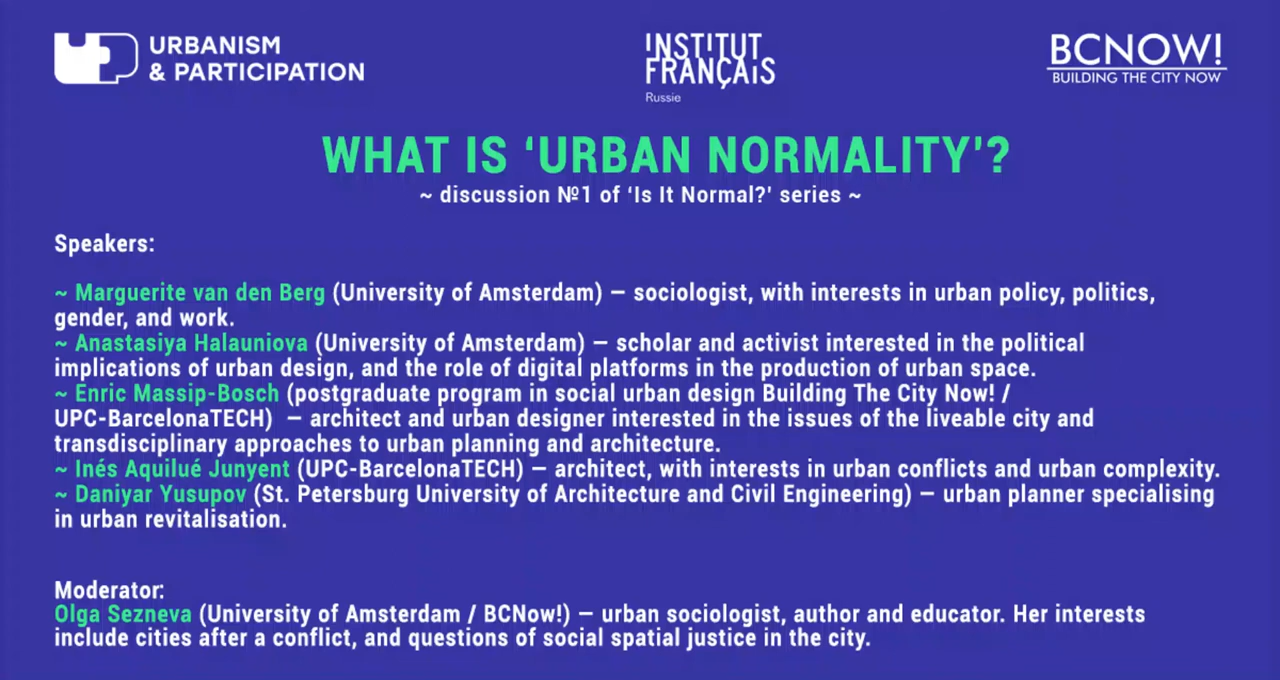 URBANISM
& PARTICIPATION
INSTITUT
FRANÇAIS
Russie
BCNOW!
BUILDING THE CITY NOW
WHAT IS ‘URBAN NORMALITY’?
~ discussion №1 of ‘Is It Normal?’ series ~
Speakers:
~ Marguerite van den Berg (University of Amsterdam) — sociologist, with interests in urban policy, politics,
gender, and work.
~ Anastasiya Halauniova (University of Amsterdam) — scholar and activist interested in the political
implications of urban design, and the role of digital platforms in the production of urban space.
~ Enric Massip-Bosch (postgraduate program in social urban design Building The City Now! /
UPC-BarcelonaTECH) — architect and urban designer interested in the issues of the liveable city and
transdisciplinary approaches to urban planning and architecture.
~ Inés Aquilué Junyent (UPC-BarcelonaTECH) — architect, with interests in urban conflicts and urban complexity.
~ Daniyar Yusupov (St. Petersburg University of Architecture and Civil Engineering) — urban planner specialising
in urban revitalisation.
Moderator:
Olga Sezneva (University of Amsterdam / BCNow!) — urban sociologist, author and educator. Her interests
include cities after a conflict, and questions of social spatial justice in the city.